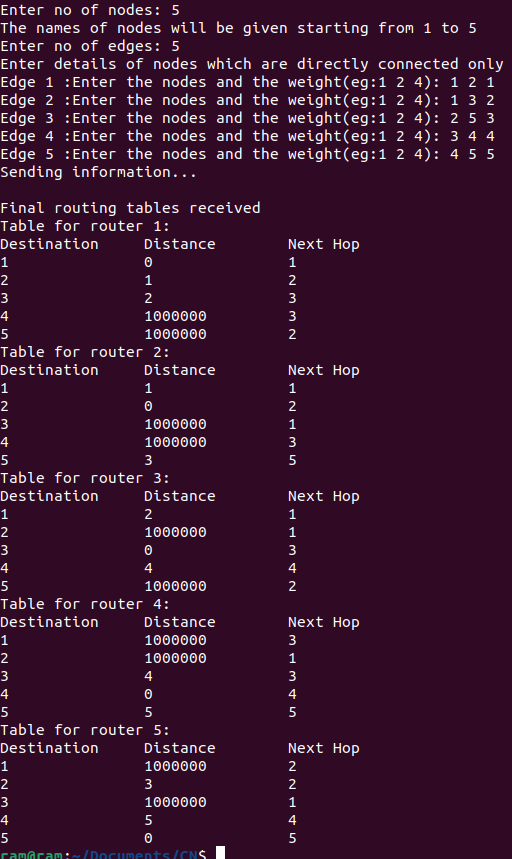 Enter no of nodes: 5
The names of nodes will be given starting from 1 to 5
Enter no of edges: 5
Enter details of nodes which are directly connected only
Edge 1 :Enter the nodes and the weight(eg:1 2 4): 1 2 1
Edge 2 :Enter the nodes and the weight(eg:1 2 4): 1 3 2
Edge 3 :Enter the nodes and the weight(eg:1 2 4): 2 5 3
Edge 4 :Enter the nodes and the weight(eg:1 2 4): 3 4 4
Edge 5 :Enter the nodes and the weight(eg:1 2 4): 4 5 5
Sending information...
Final routing tables received
Table for router 1:
Destination Distance Next Hop
1 0 1
2 1 2
3 2 3
4 1000000 3
5 1000000 2
Table for router 2:
Destination Distance Next Hop
1 1 1
2 0 2
3 1000000 1
4 1000000 3
5 3 5
Table for router 3:
Destination Distance Next Hop
1 2 1
2 1000000 1
3 0 3
4 4 4
5 1000000 2
Table for router 4:
Destination Distance Next Hop
1 1000000 3
2 1000000 1
3 4 3
4 0 4
5 5 5
Table for router 5:
Destination Distance Next Hop
1 1000000 2
2 3 2
3 1000000 1
4 5 4
5 0 5
ram@ram:~/Documents/CN$